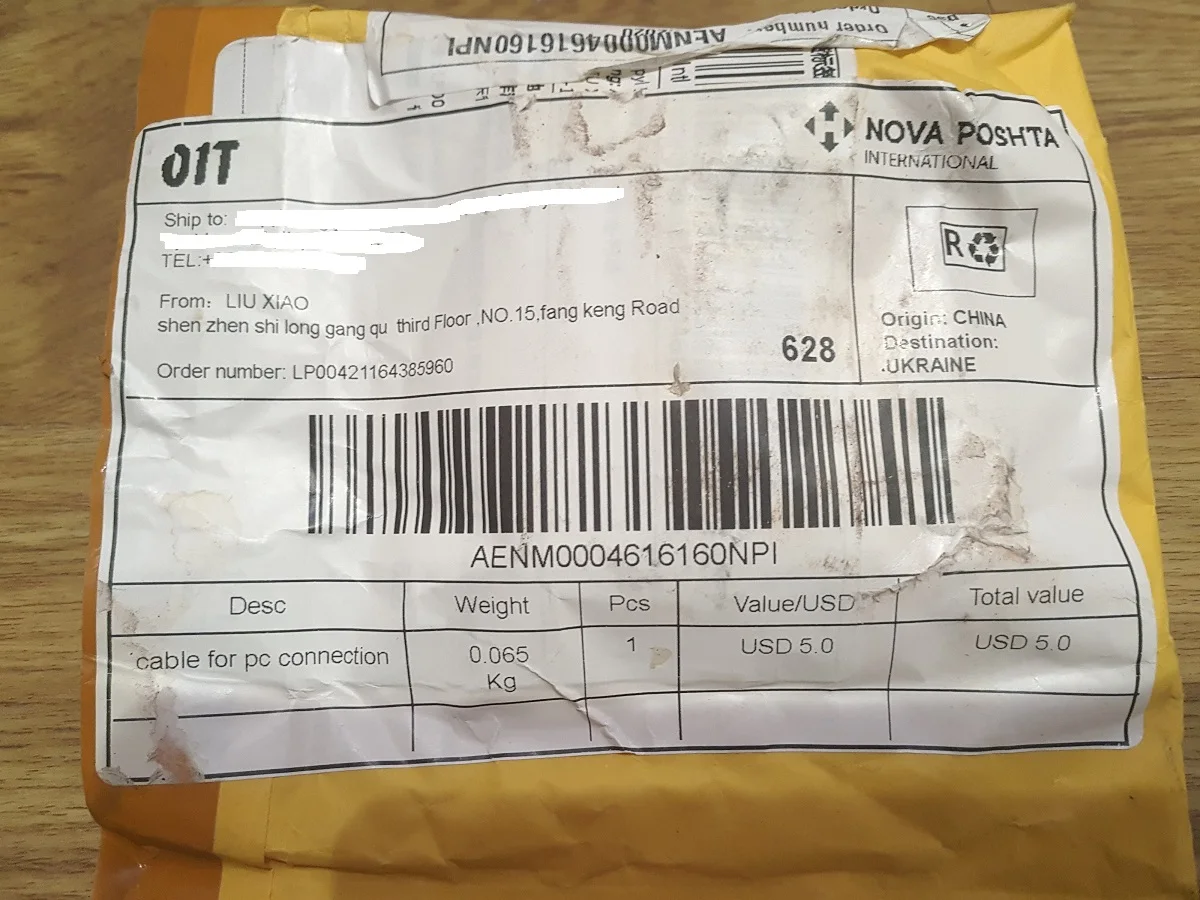 Order number:
AENM0004616160NPI
01T
NOVA POSHTA
INTERNATIONAL
Ship to:
TEL:+
From: LIU XIAO
shen zhen shi long gang qu third Floor ,NO.15,fang keng Road
Order number: LP00421164385960
628
R
Origin: CHINA
Destination:
.UKRAINE
AENM0004616160NPI
Desc Weight Pcs Value/USD Total value
cable for pc connection 0.065 Kg 1 USD 5.0 USD 5.0